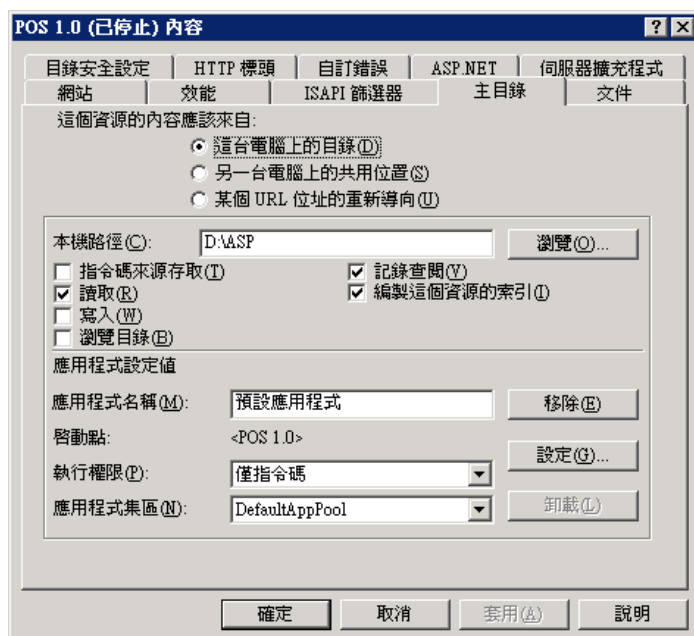 POS 1.0 (已停止) 內容
目錄安全設定 HTTP 標頭 自訂錯誤 ASP.NET 伺服器擴充程式
網站 效能 ISAPI 篩選器 主目錄 文件
這個資源的內容應該來自:
這台電腦上的目錄(D)
另一台電腦上的共用位置(S)
某個 URL 位址的重新導向(U)
本機路徑(C): D:\ASP 瀏覽(O)...
指令碼來源存取(T) 記錄查閱(V)
讀取(R) 編製這個資源的索引(I)
寫入(W)
瀏覽目錄(B)
應用程式設定值
應用程式名稱(M): 預設應用程式 移除(E)
啓動點: <POS 1.0>
設定(G)...
執行權限(P): 僅指令碼
應用程式集區(N): DefaultAppPool 卸載(L)
確定 取消 套用(A) 說明